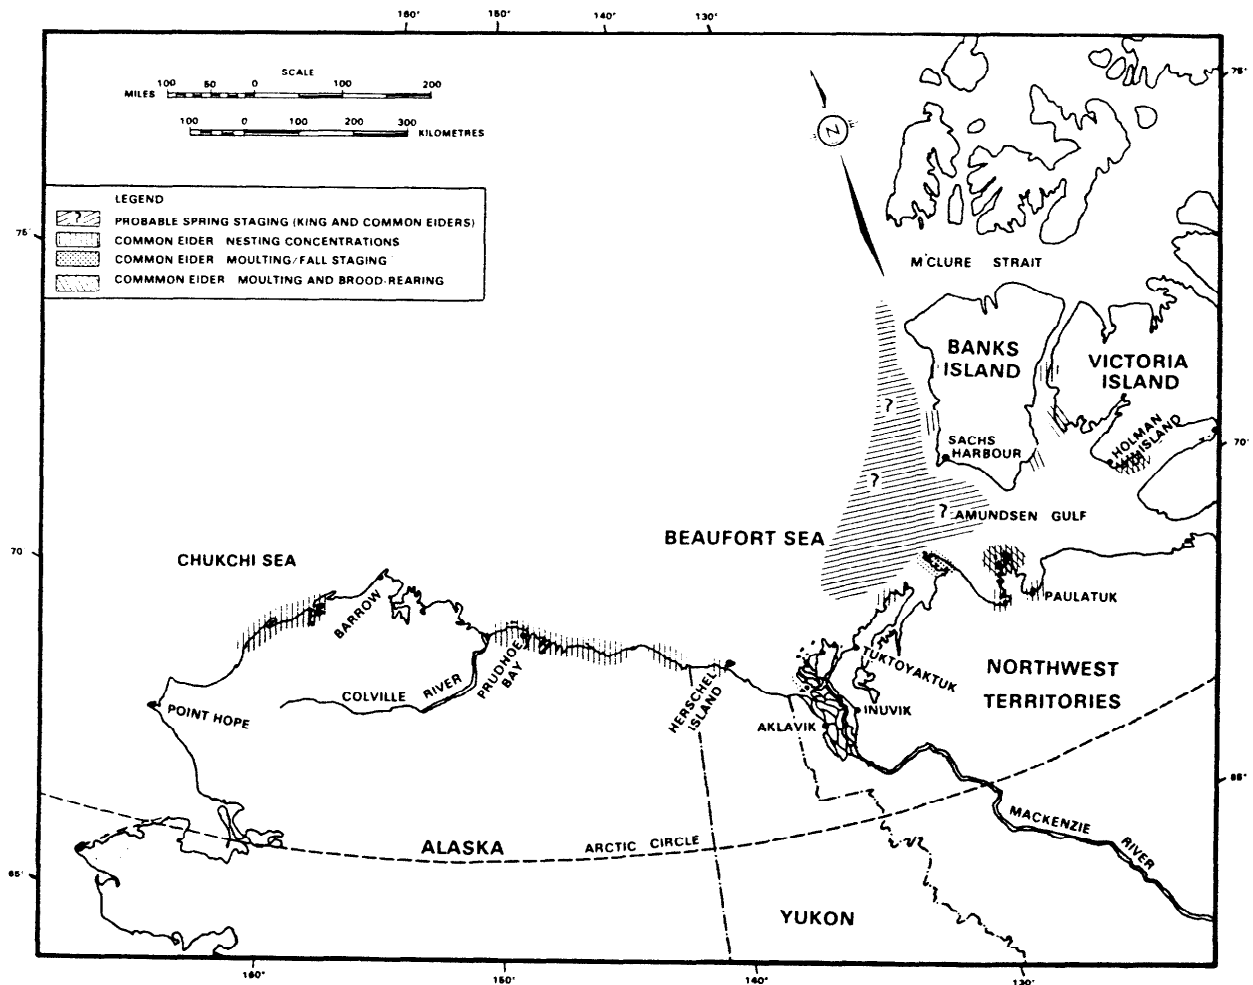 160°
150°
140°
130°
SCALE
100 50 0 100 200
MILES
100 0 100 200 300
KILOMETRES
75°
N
LEGEND
? PROBABLE SPRING STAGING (KING AND COMMON EIDERS)
COMMON EIDER NESTING CONCENTRATIONS
COMMON EIDER MOULTING/FALL STAGING
COMMMON EIDER MOULTING AND BROOD-REARING
75°
M'CLURE STRAIT
BANKS
ISLAND
VICTORIA
ISLAND
?
HOLMAN
ISLAND
SACHS
HARBOUR
70°
?
?
AMUNDSEN GULF
BEAUFORT SEA
CHUKCHI SEA
70
BARROW
PAULATUK
PRUDHOE
BAY
TUKTOYAKTUK
NORTHWEST
TERRITORIES
COLVILLE RIVER
HERSCHEL
ISLAND
POINT HOPE
INUVIK
AKLAVIK
MACKENZIE RIVER
ALASKA
ARCTIC CIRCLE
65°
YUKON
160°
150°
140°
130°